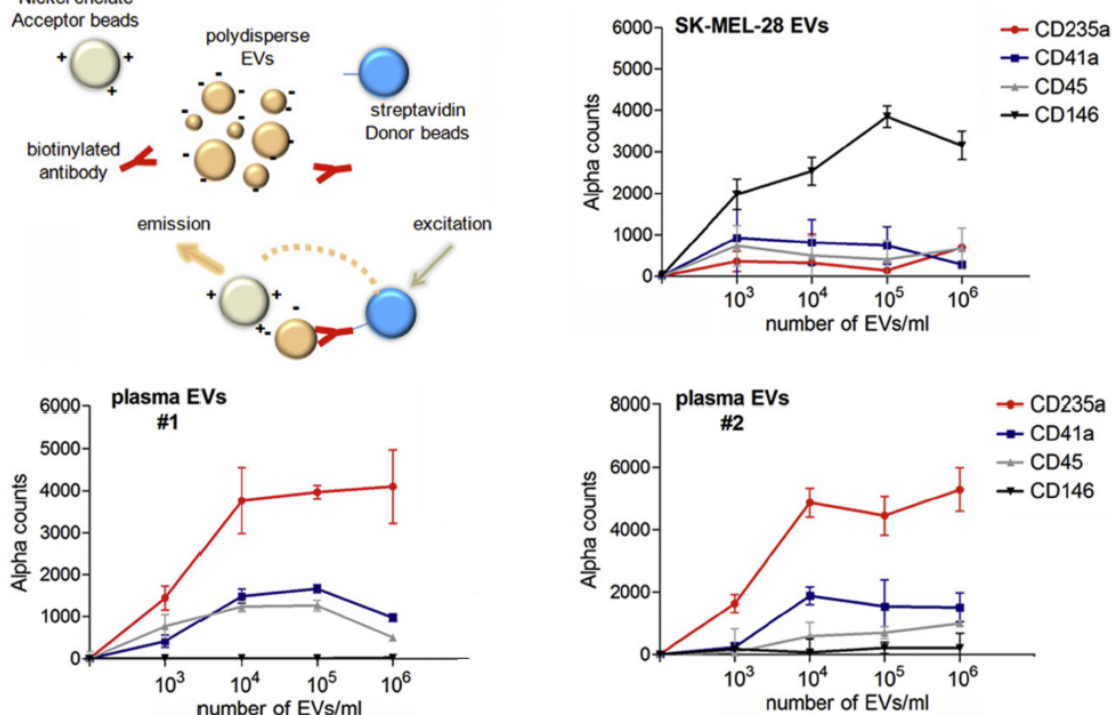 Nickel chelate
Acceptor beads
polydisperse
EVs
streptavidin
Donor beads
biotinylated
antibody
emission
excitation
SK-MEL-28 EVs
CD235a
CD41a
CD45
CD146
Alpha counts
6000
5000
4000
3000
2000
1000
0
10³ 10⁴ 10⁵ 10⁶
number of EVs/ml
plasma EVs
#1
Alpha counts
6000
5000
4000
3000
2000
1000
0
10³ 10⁴ 10⁵ 10⁶
number of EVs/ml
plasma EVs
#2
CD235a
CD41a
CD45
CD146
Alpha counts
8000
6000
4000
2000
0
10³ 10⁴ 10⁵ 10⁶
number of EVs/ml